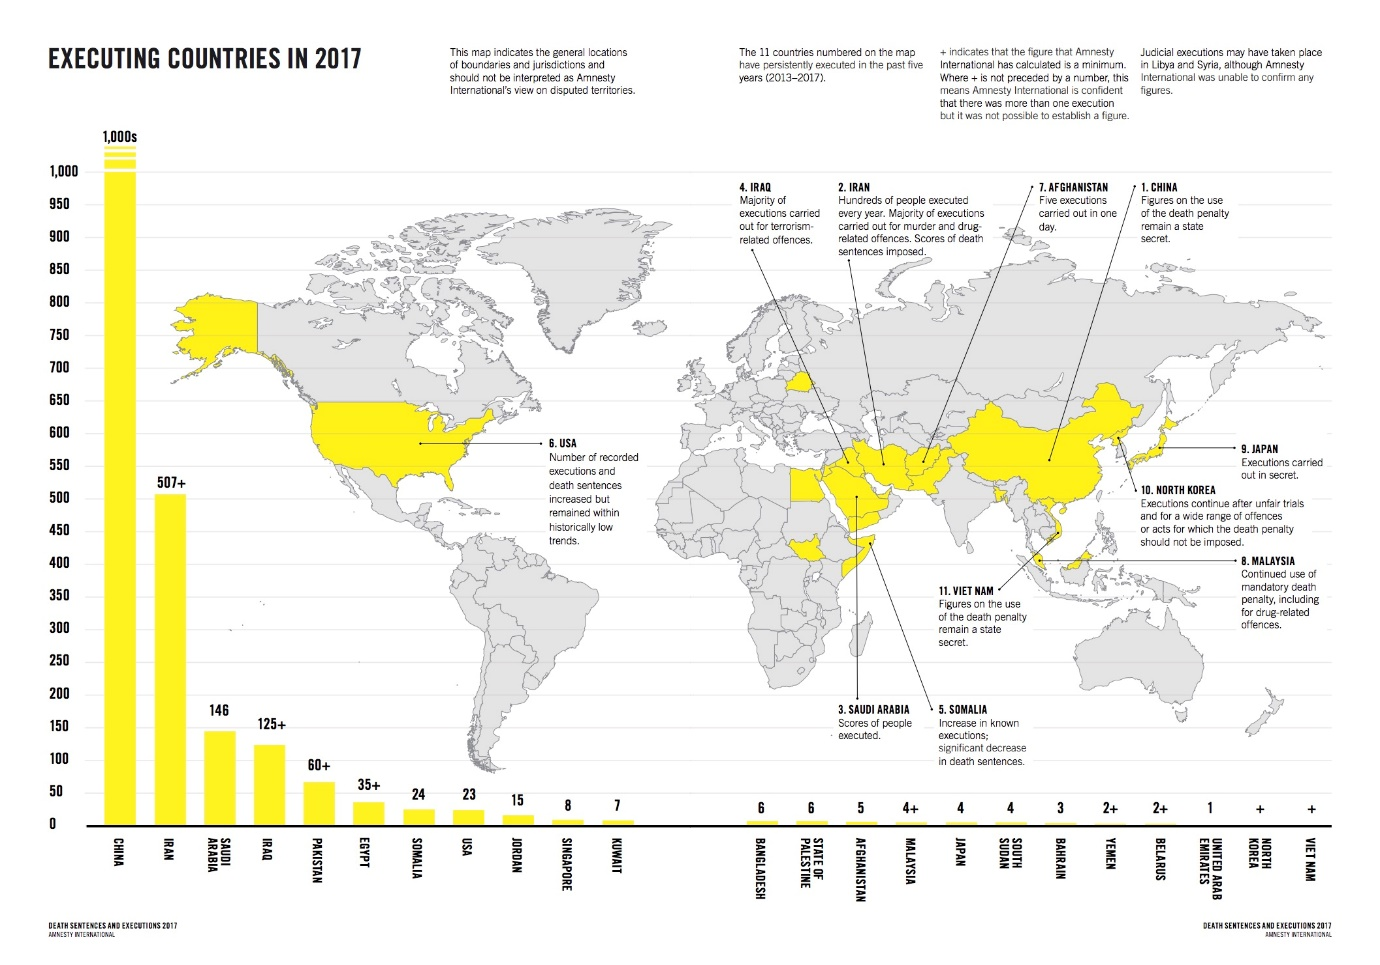 EXECUTING COUNTRIES IN 2017
This map indicates the general locations
of boundaries and jurisdictions and
should not be interpreted as Amnesty
International's view on disputed territories.
The 11 countries numbered on the map
have persistently executed in the past five
years (2013–2017).
+ indicates that the figure that Amnesty
International has calculated is a minimum.
Where + is not preceded by a number, this
means Amnesty International is confident
that there was more than one execution
but it was not possible to establish a figure.
Judicial executions may have taken place
in Libya and Syria, although Amnesty
International was unable to confirm any
figures.
1,000s
1,000
950
900
850
800
750
700
650
600
550
500
450
400
350
300
250
200
150
100
50
0
507+
146
125+
60+
35+
24
23
15
8
7
6
6
5
4+
4
4
3
2+
2+
1
+
+
4. IRAQ
Majority of
executions carried
out for terrorism-
related offences.
2. IRAN
Hundreds of people executed
every year. Majority of executions
carried out for murder and drug-
related offences. Scores of death
sentences imposed.
7. AFGHANISTAN
Five executions
carried out in one
day.
1. CHINA
Figures on the use
of the death penalty
remain a state
secret.
6. USA
Number of recorded
executions and
death sentences
increased but
remained within
historically low
trends.
9. JAPAN
Executions carried
out in secret.
10. NORTH KOREA
Executions continue after unfair trials
and for a wide range of offences
or acts for which the death penalty
should not be imposed.
8. MALAYSIA
Continued use of
mandatory death
penalty, including
for drug-related
offences.
11. VIET NAM
Figures on the use
of the death penalty
remain a state
secret.
3. SAUDI ARABIA
Scores of people
executed.
5. SOMALIA
Increase in known
executions;
significant decrease
in death sentences.
CHINA
IRAN
SAUDI
ARABIA
IRAQ
PAKISTAN
EGYPT
SOMALIA
USA
JORDAN
SINGAPORE
KUWAIT
BANGLADESH
STATE OF
PALESTINE
AFGHANISTAN
MALAYSIA
JAPAN
SOUTH
SUDAN
BAHRAIN
YEMEN
BELARUS
UNITED ARAB
EMIRATES
NORTH
KOREA
VIET NAM
DEATH SENTENCES AND EXECUTIONS 2017
AMNESTY INTERNATIONAL
DEATH SENTENCES AND EXECUTIONS 2017
AMNESTY INTERNATIONAL